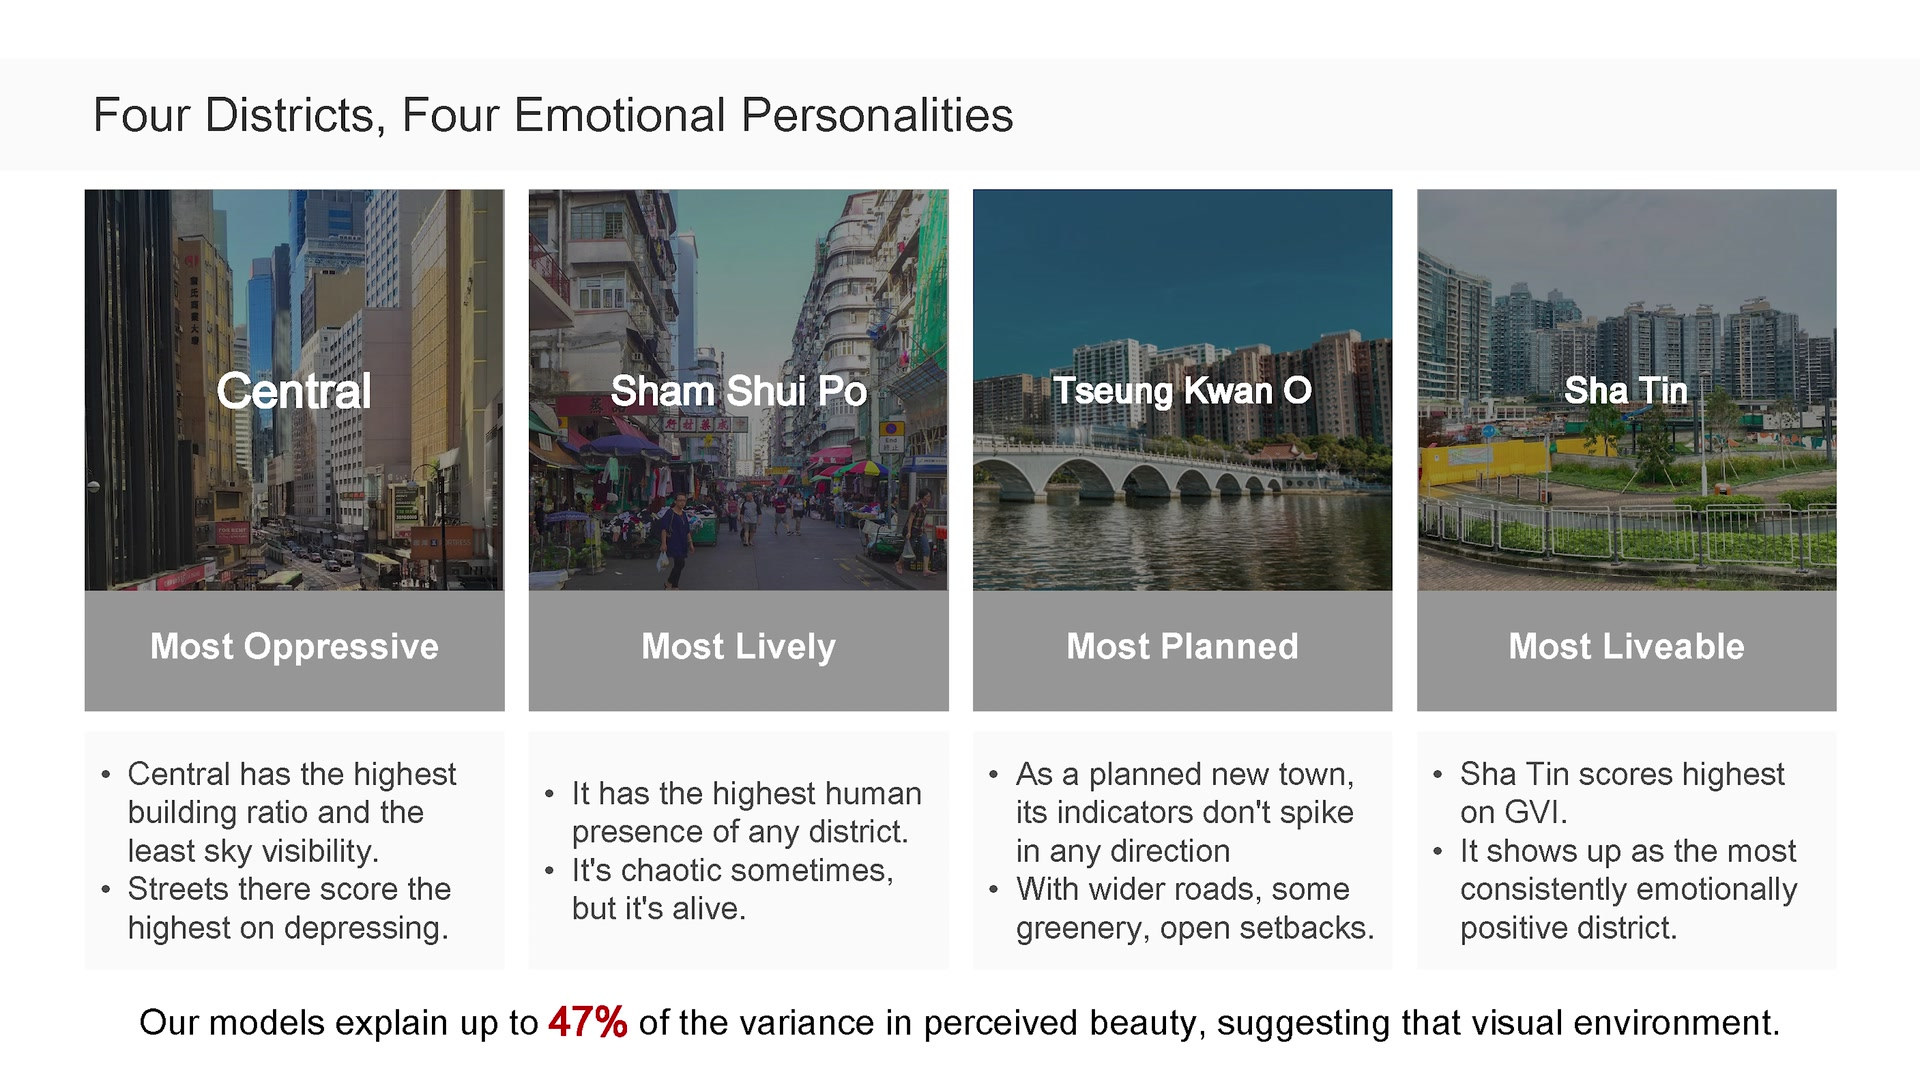 Four Districts, Four Emotional Personalities
Central
Sham Shui Po
Tseung Kwan O
Sha Tin
Most Oppressive
Most Lively
Most Planned
Most Liveable
• Central has the highest
building ratio and the
least sky visibility.
• Streets there score the
highest on depressing.
• It has the highest human
presence of any district.
• It's chaotic sometimes,
but it's alive.
• As a planned new town,
its indicators don't spike
in any direction
• With wider roads, some
greenery, open setbacks.
• Sha Tin scores highest
on GVI.
• It shows up as the most
consistently emotionally
positive district.
Our models explain up to 47% of the variance in perceived beauty, suggesting that visual environment.